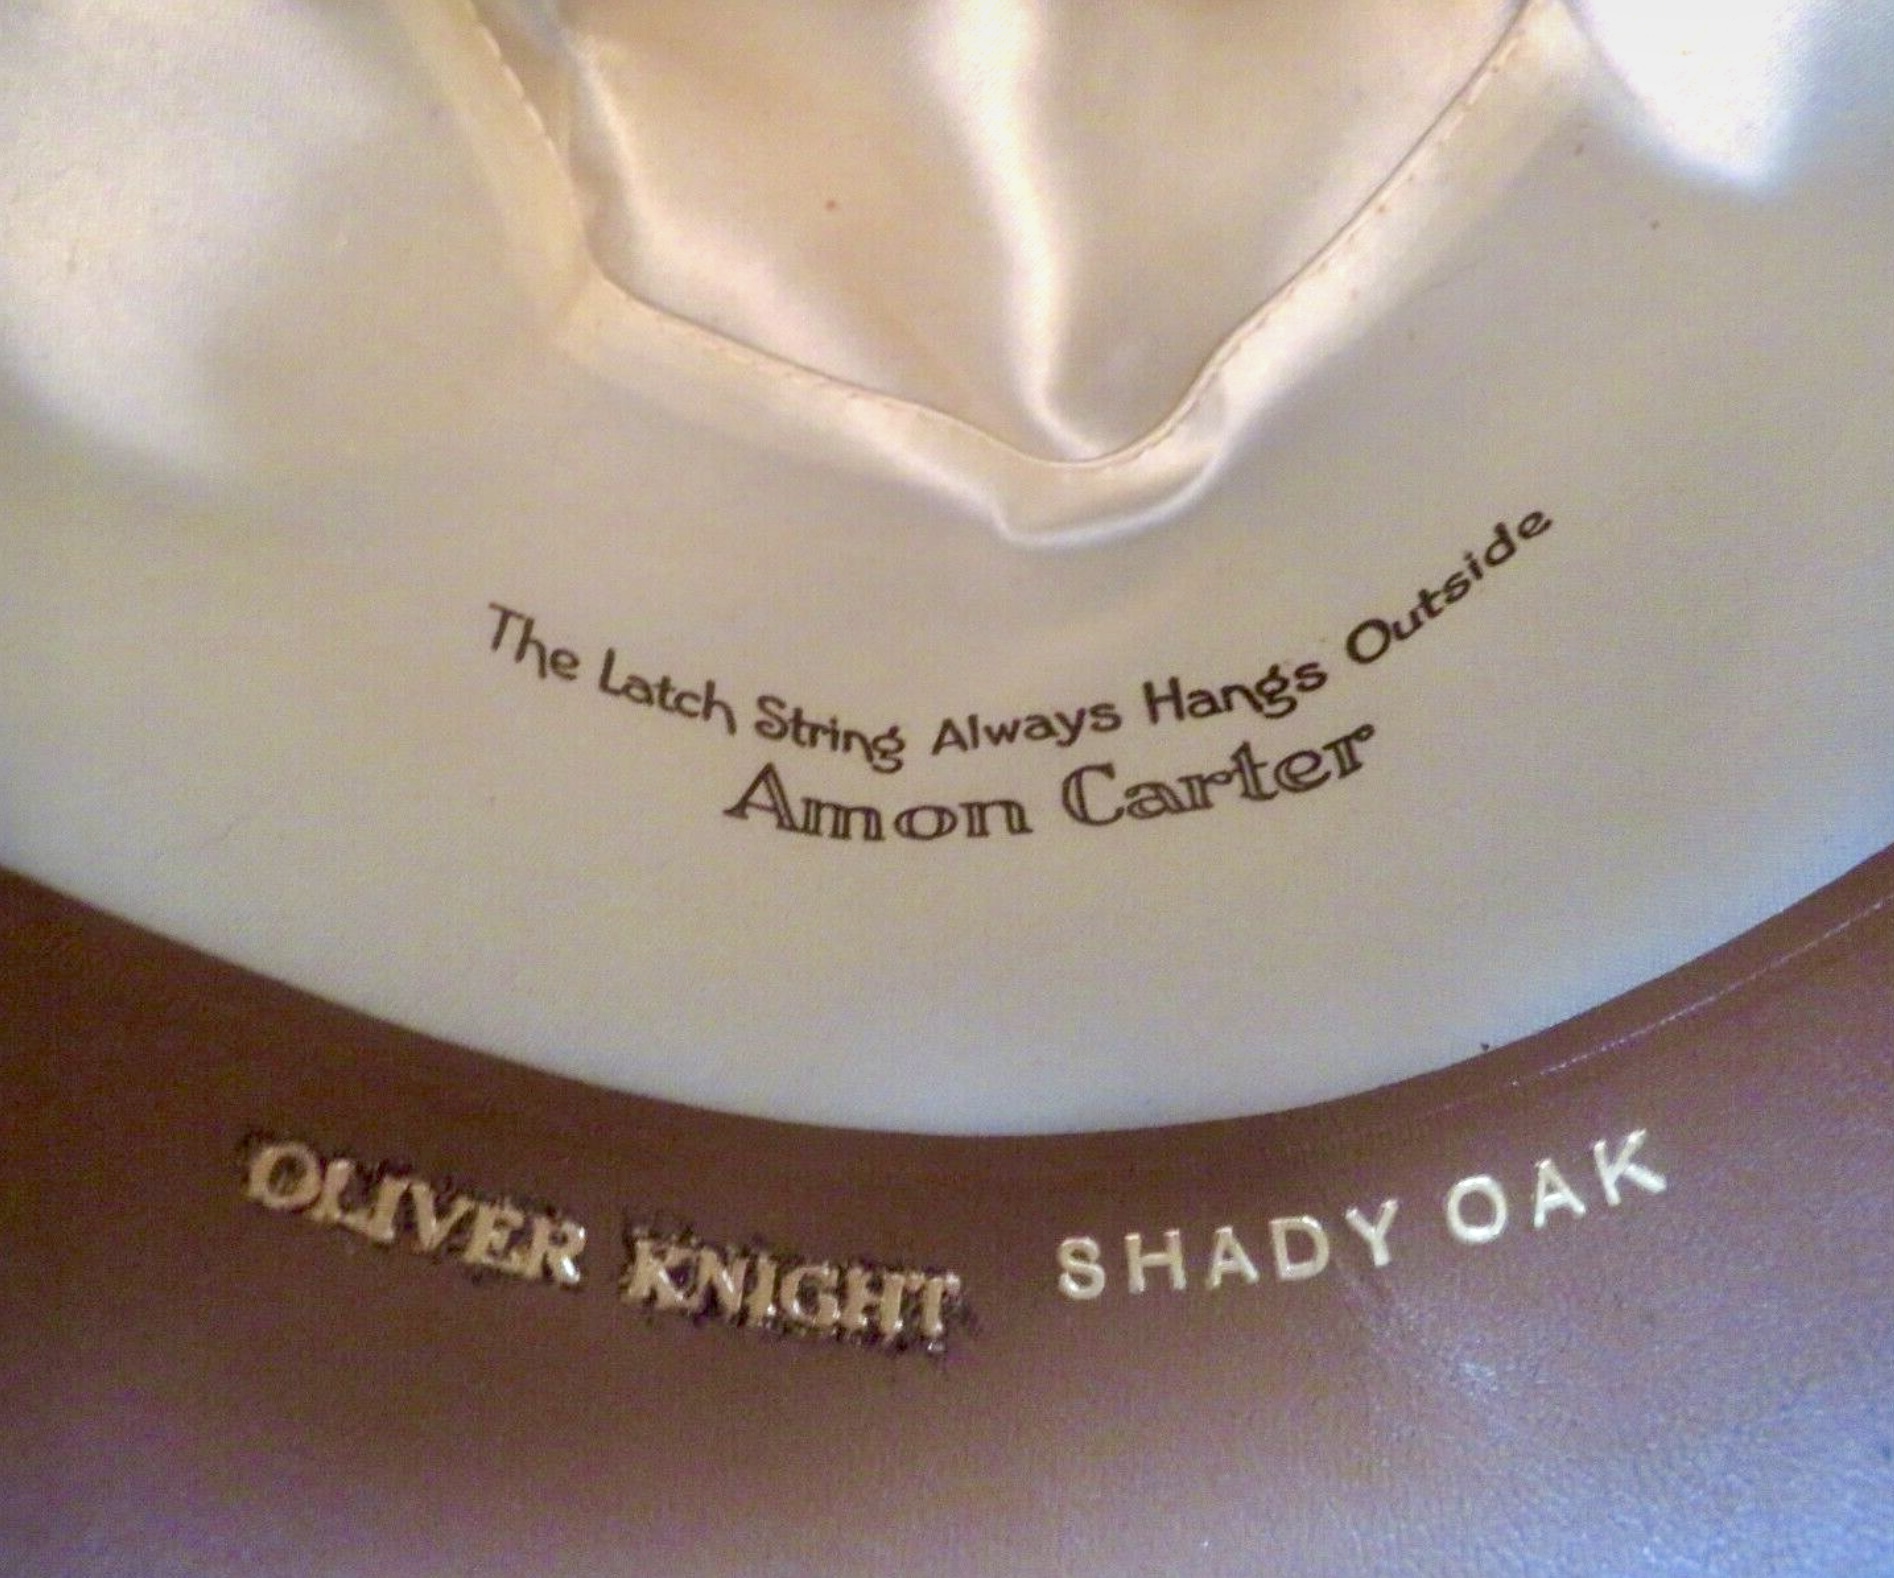 The Latch String Always Hangs Outside
Amon Carter
OLIVER KNIGHT SHADY OAK